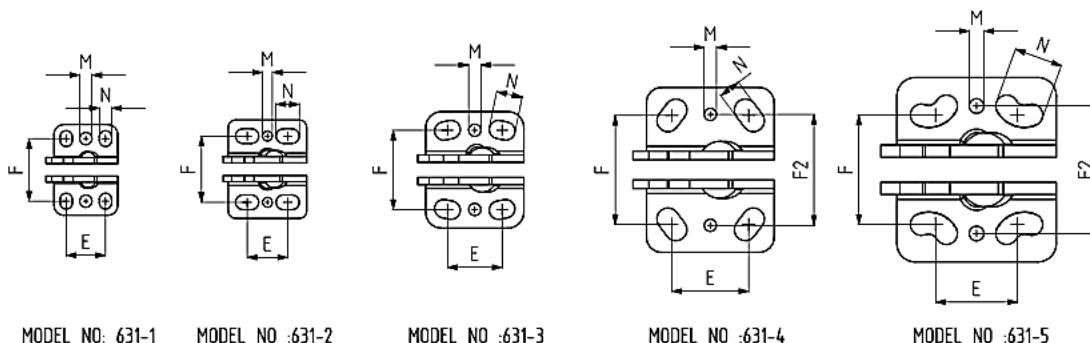 M
N
F
E
MODEL NO: 631-1
M
N
F
E
MODEL NO :631-2
M
N
F
E
MODEL NO :631-3
M
N
F
F2
E
MODEL NO :631-4
M
N
F
F2
E
MODEL NO :631-5